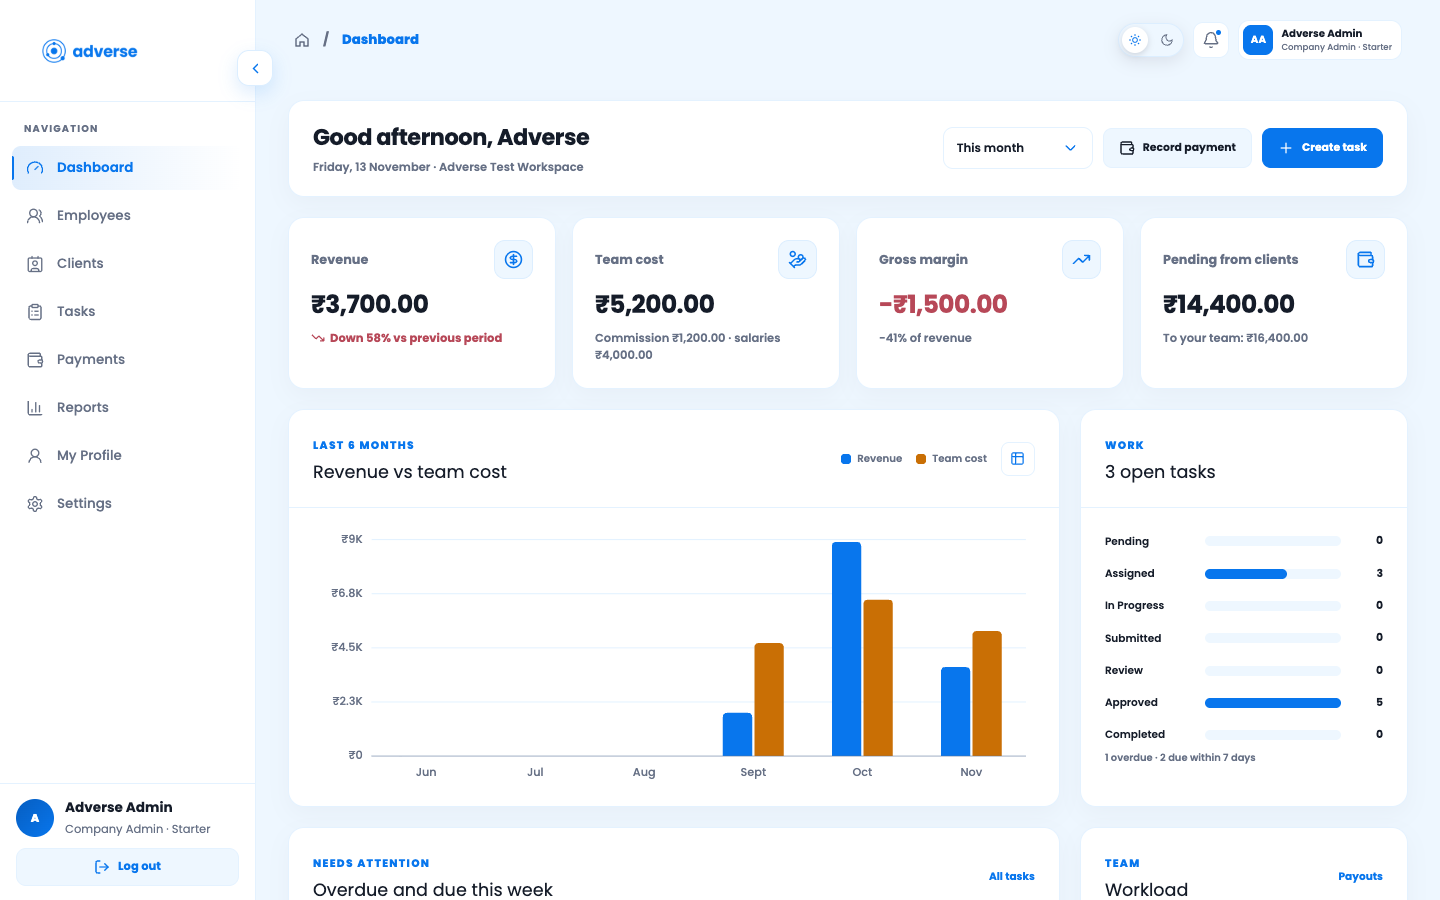 adverse
NAVIGATION
Dashboard
Employees
Clients
Tasks
Payments
Reports
My Profile
Settings
A
Adverse Admin
Company Admin · Starter
Log out
/ Dashboard
AA
Adverse Admin
Company Admin · Starter
Good afternoon, Adverse
Friday, 13 November · Adverse Test Workspace
This month
Record payment
Create task
Revenue
₹3,700.00
Down 58% vs previous period
Team cost
₹5,200.00
Commission ₹1,200.00 · salaries
₹4,000.00
Gross margin
-₹1,500.00
-41% of revenue
Pending from clients
₹14,400.00
To your team: ₹16,400.00
LAST 6 MONTHS
Revenue vs team cost
Revenue
Team cost
₹9K
₹6.8K
₹4.5K
₹2.3K
₹0
Jun Jul Aug Sept Oct Nov
WORK
3 open tasks
Pending 0
Assigned 3
In Progress 0
Submitted 0
Review 0
Approved 5
Completed 0
1 overdue · 2 due within 7 days
NEEDS ATTENTION
Overdue and due this week
All tasks
TEAM
Workload
Payouts